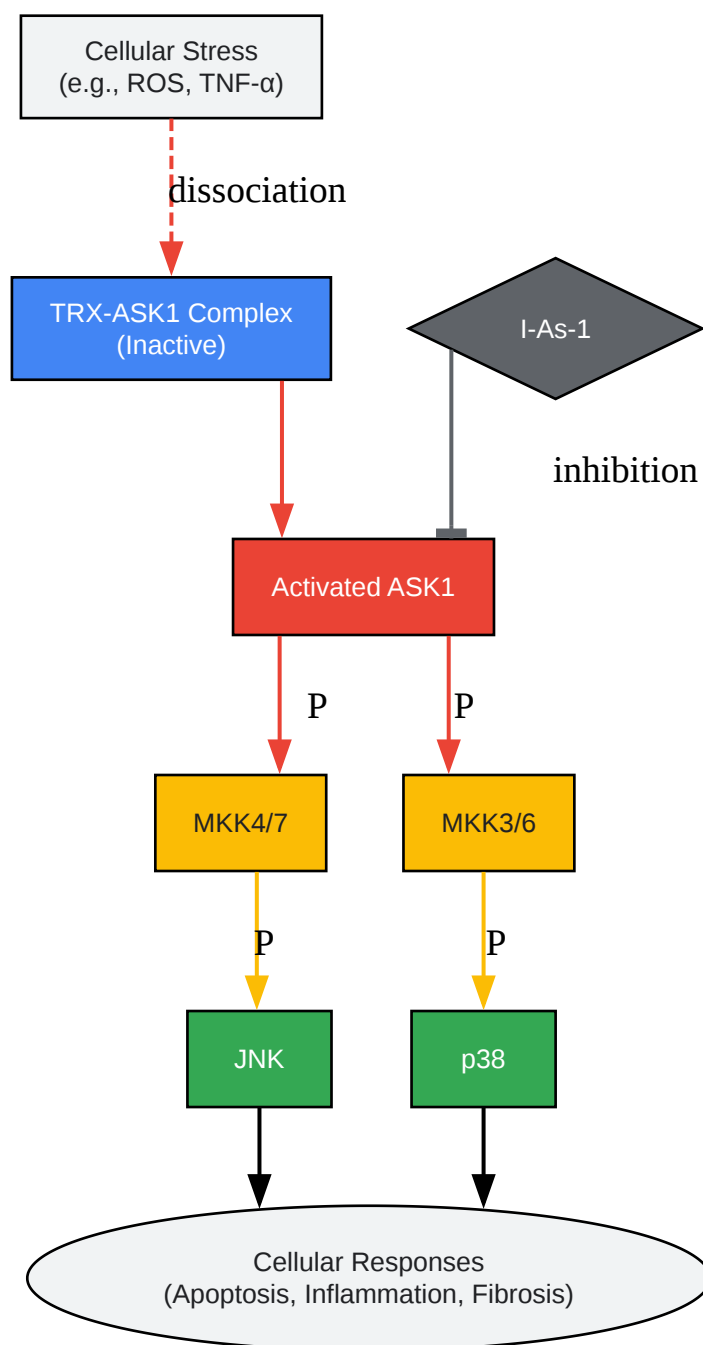 Cellular Stress
(e.g., ROS, TNF-α)
dissociation
TRX-ASK1 Complex
(Inactive)
I-As-1
inhibition
Activated ASK1
P
P
MKK4/7
MKK3/6
P
P
JNK
p38
Cellular Responses
(Apoptosis, Inflammation, Fibrosis)